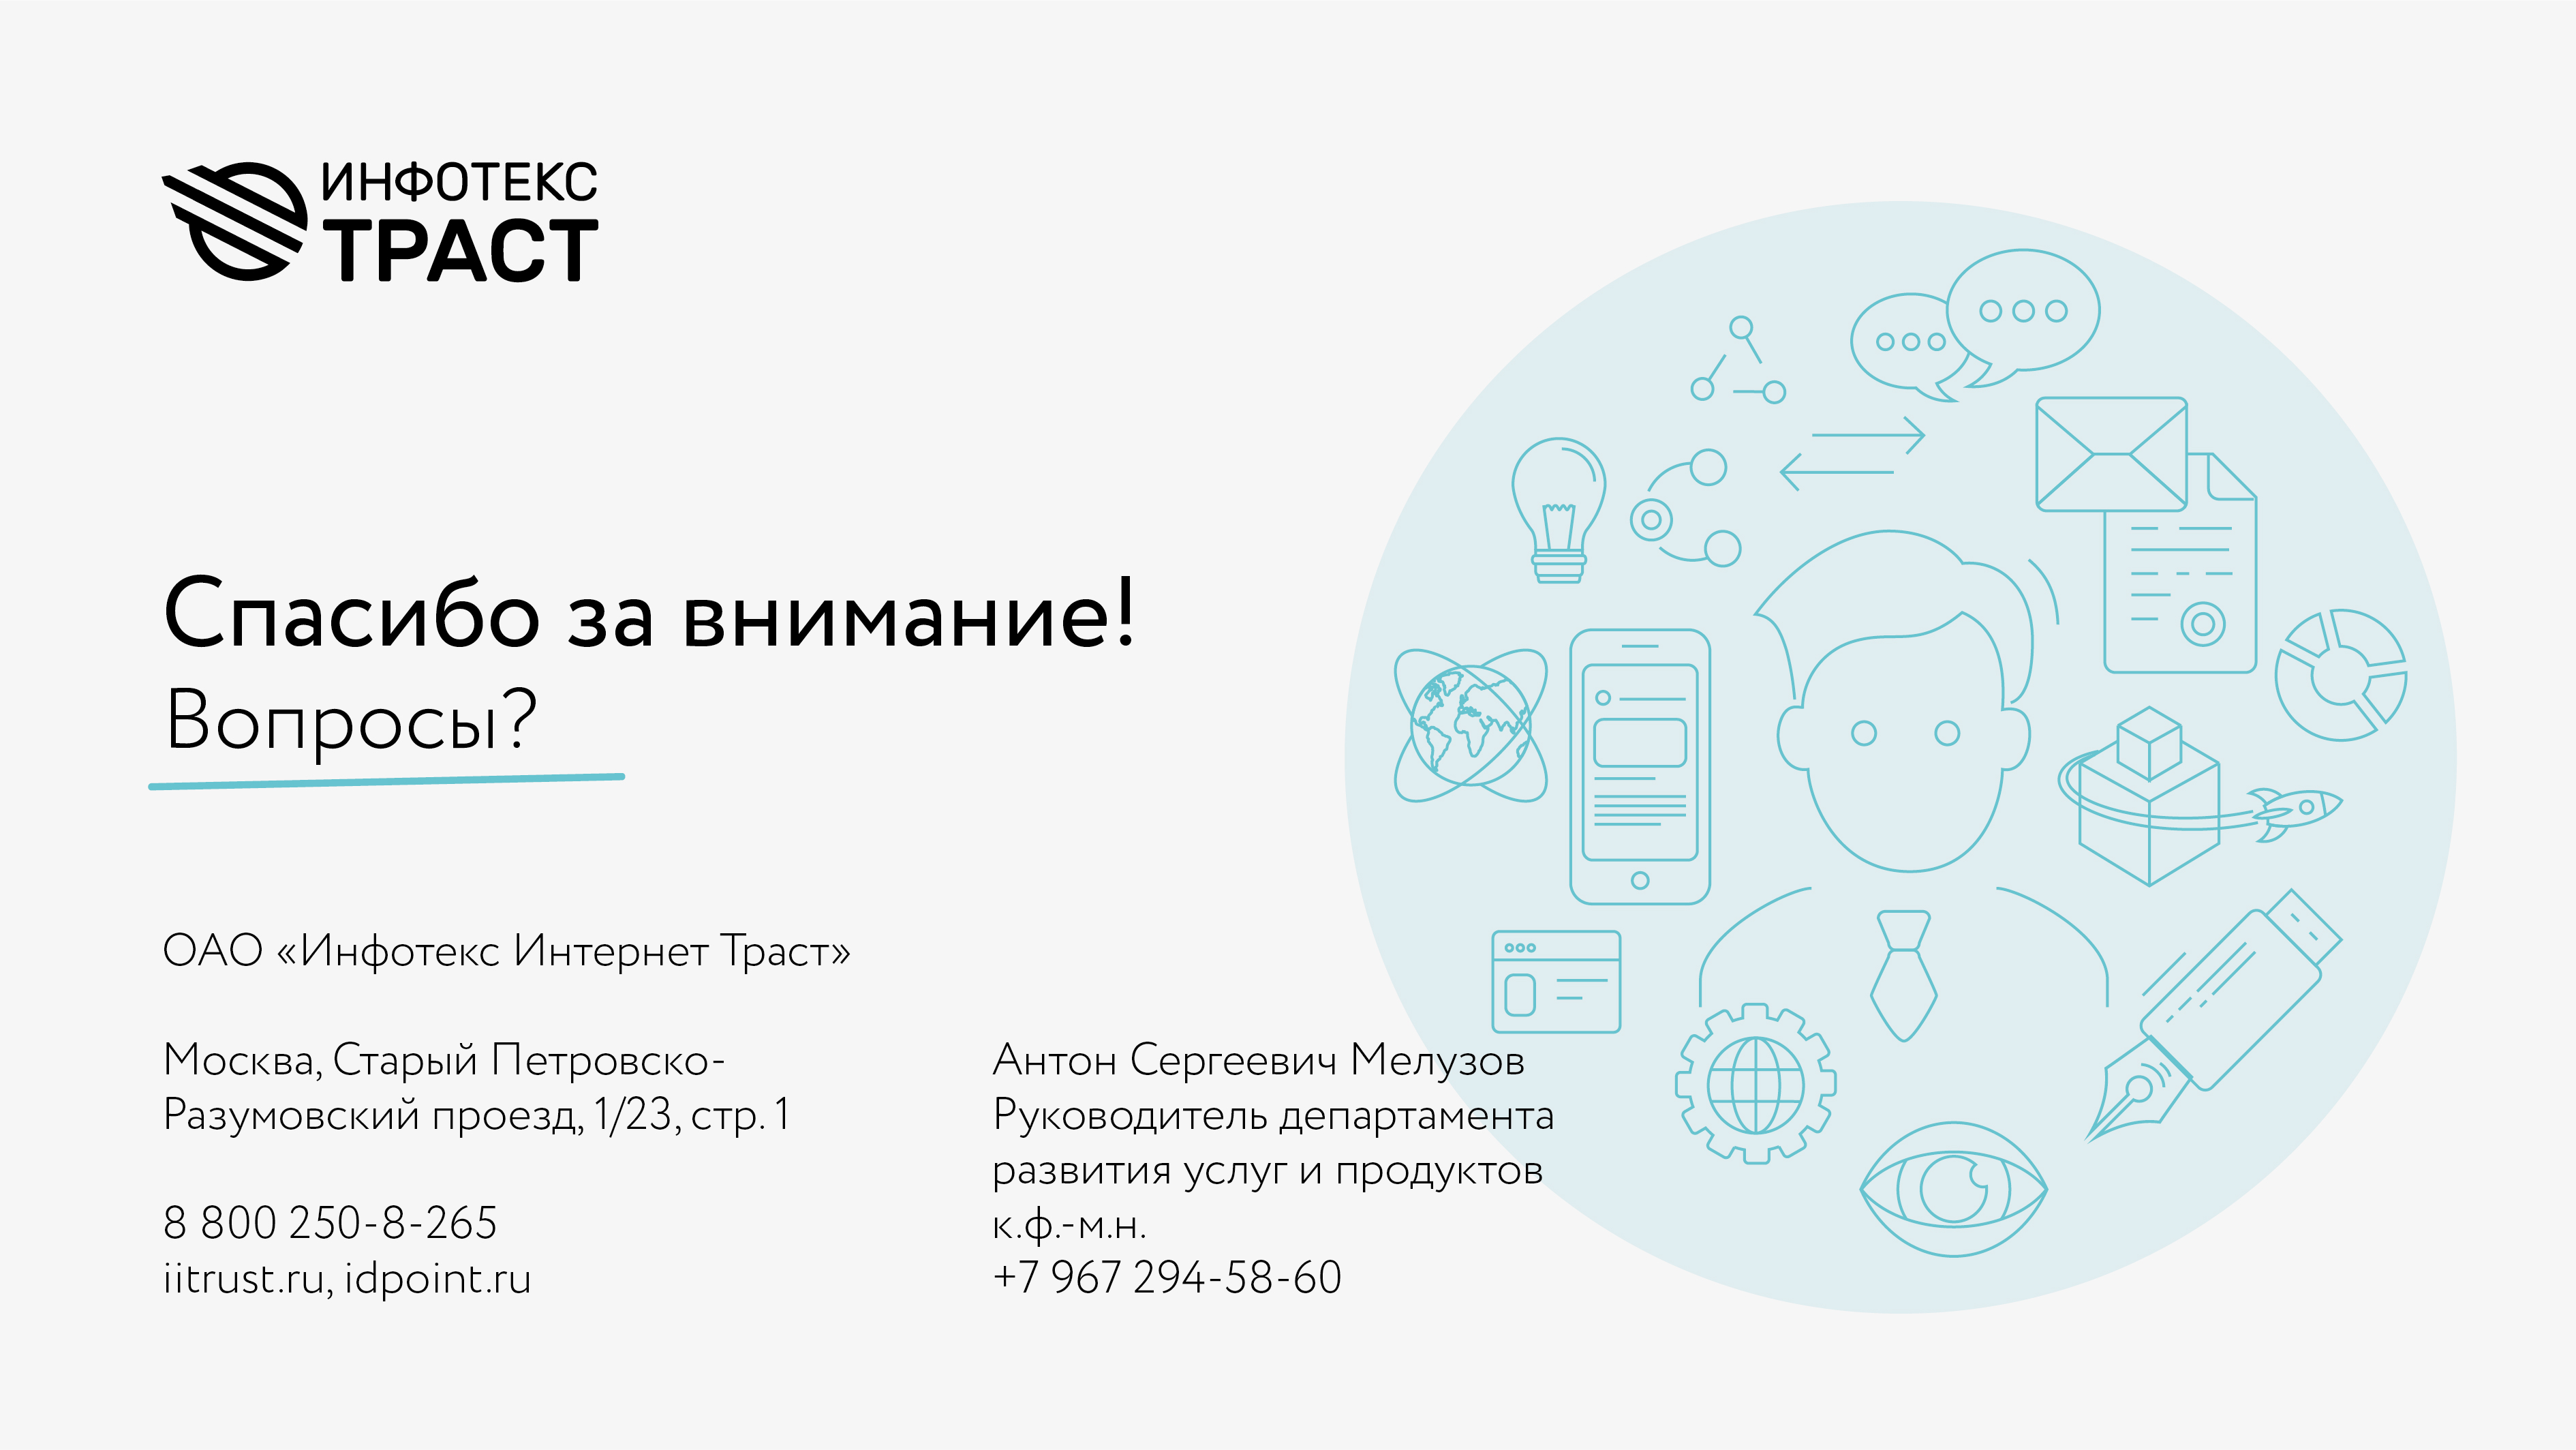 ИНФОТЕКС
ТРАСТ
Спасибо за внимание!
Вопросы?
ОАО «Инфотекс Интернет Траст»
Москва, Старый Петровско-
Разумовский проезд, 1/23, стр. 1
8 800 250-8-265
iitrust.ru, idpoint.ru
Антон Сергеевич Мелузов
Руководитель департамента
развития услуг и продуктов
к.ф.-м.н.
+7 967 294-58-60